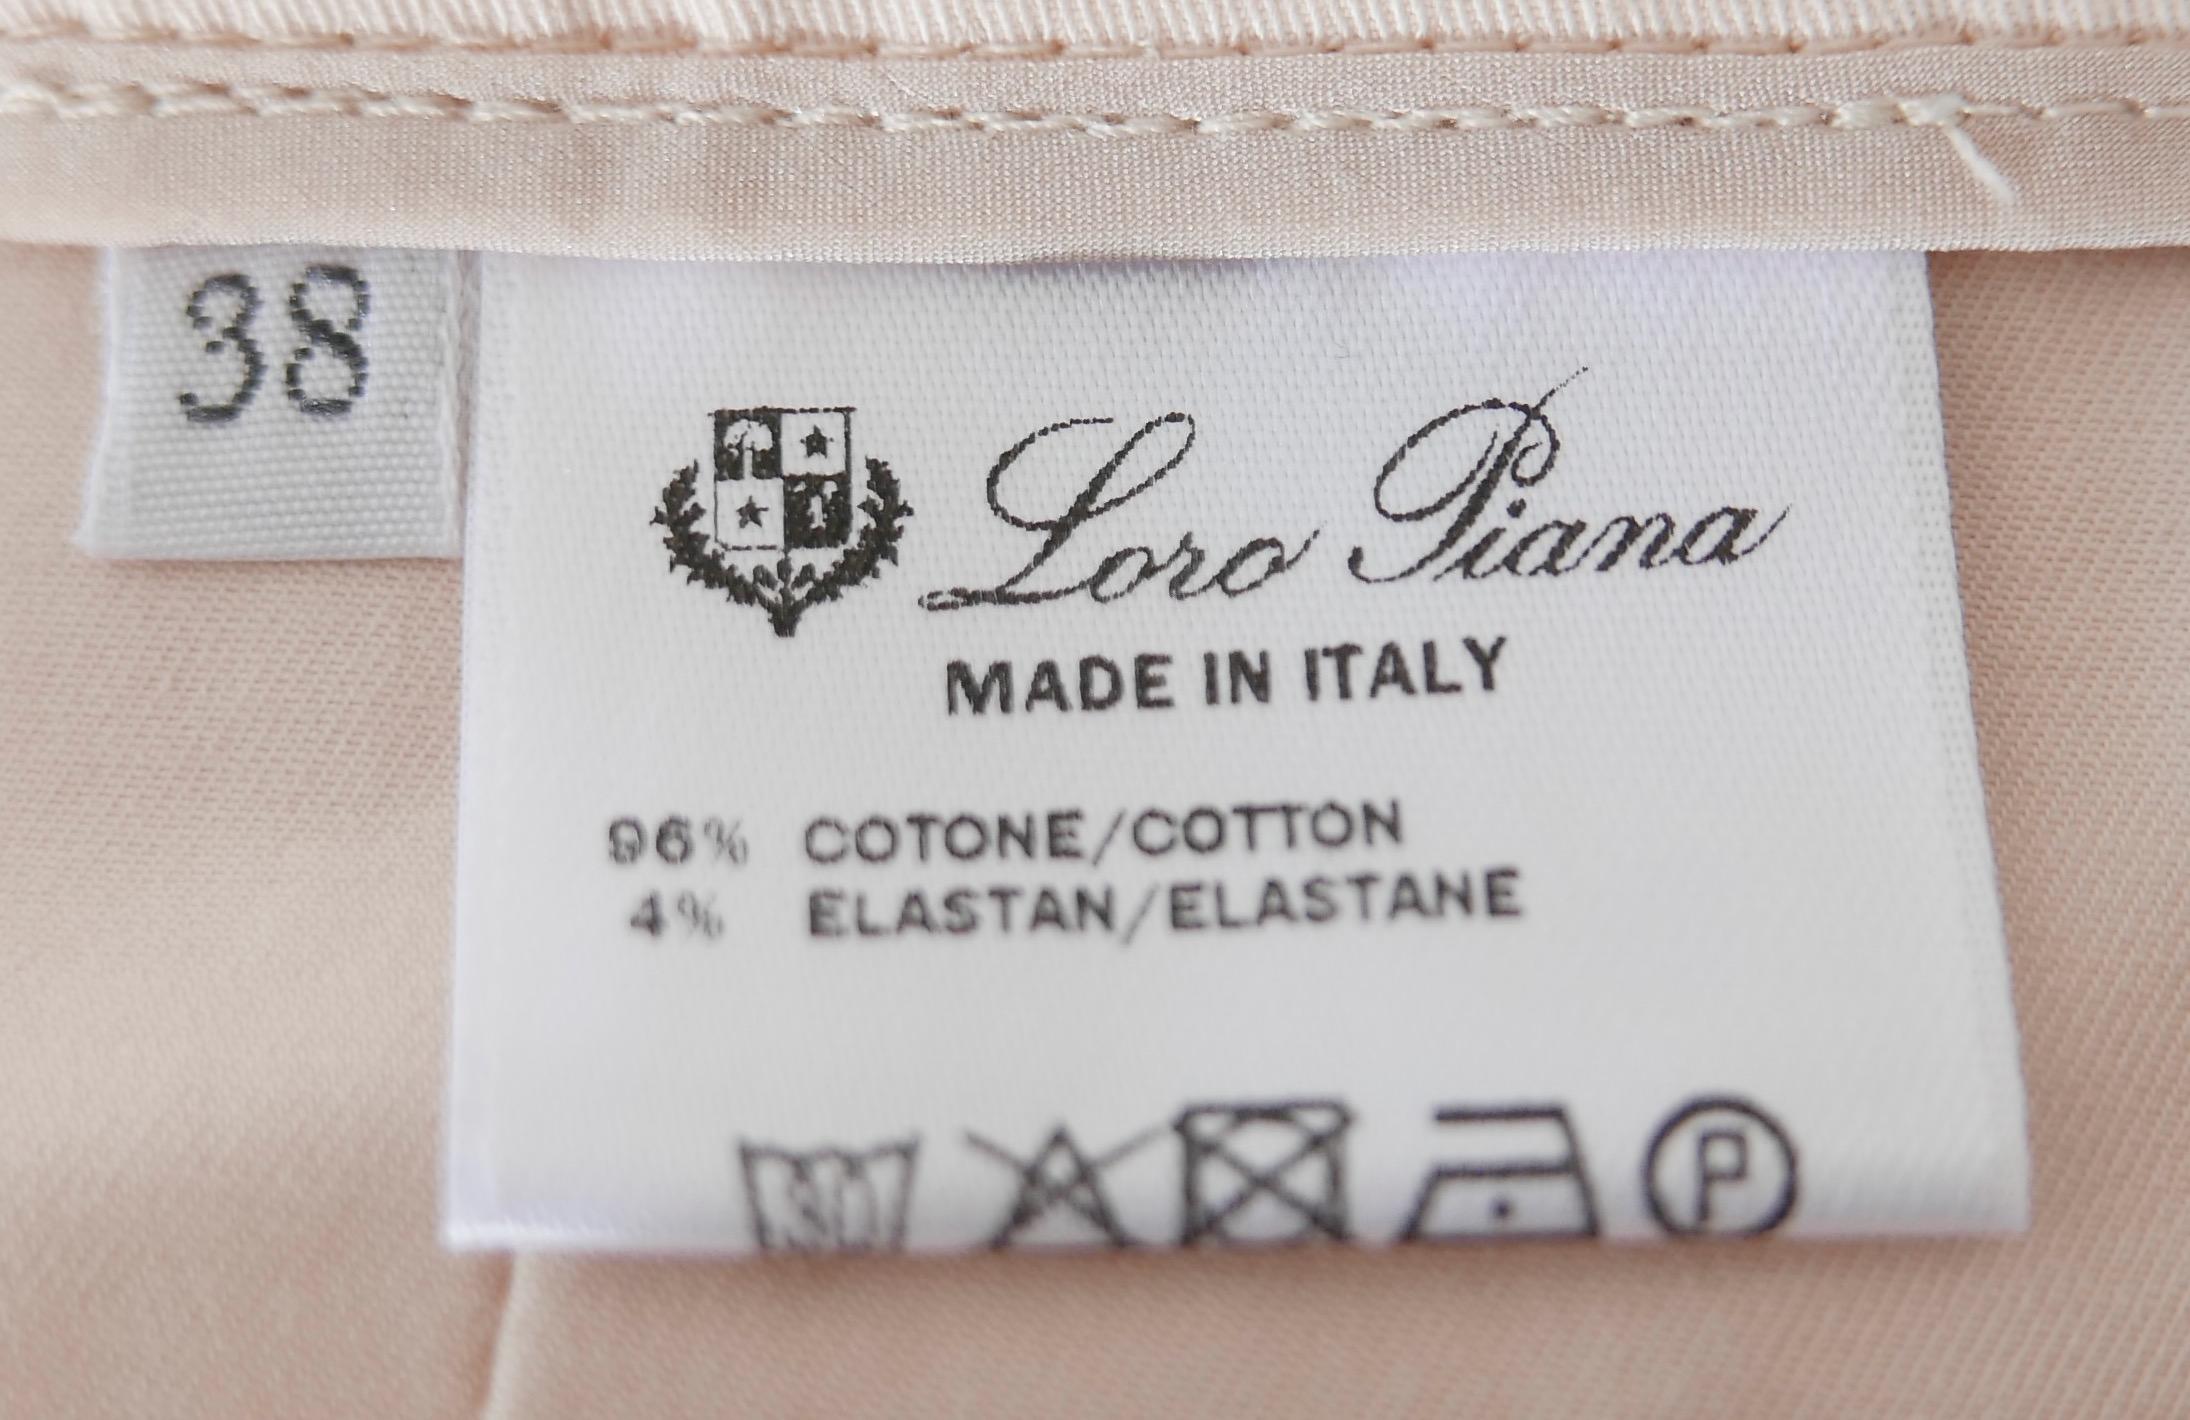 38
Loro Piana
MADE IN ITALY
96% COTONE/COTTON
4% ELASTAN/ELASTANE
P